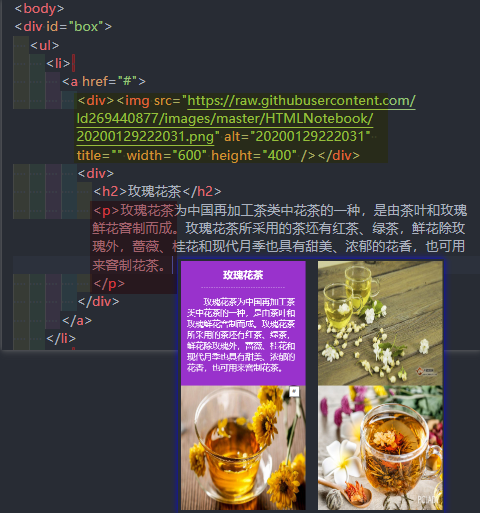 <body>
<div id="box">
<ul>
<li>
<a href="#">
<div><img src="https://raw.githubusercontent.com/
ld269440877/images/master/HTMLNotebook/
20200129222031.png" alt="20200129222031"
title="" width="600" height="400" /></div>
<div>
<h2>玫瑰花茶</h2>
<p>玫瑰花茶为中国再加工茶类中花茶的一种，是由茶叶和玫瑰
鲜花窨制而成。玫瑰花茶所采用的茶坯有红茶、绿茶，鲜花除玫
瑰外，蔷薇、桂花和现代月季也具有甜美、浓郁的花香，也可用
来窨制花茶。
</p>
</div>
</a>
</li>
玫瑰花茶
玫瑰花茶为中国再加工茶
类中花茶的一种，是由茶叶和
玫瑰鲜花窨制而成。玫瑰花茶
所采用的茶坯有红茶、绿茶，
鲜花除玫瑰外，蔷薇、桂花和
现代月季也具有甜美、浓郁的
花香，也可用来窨制花茶。